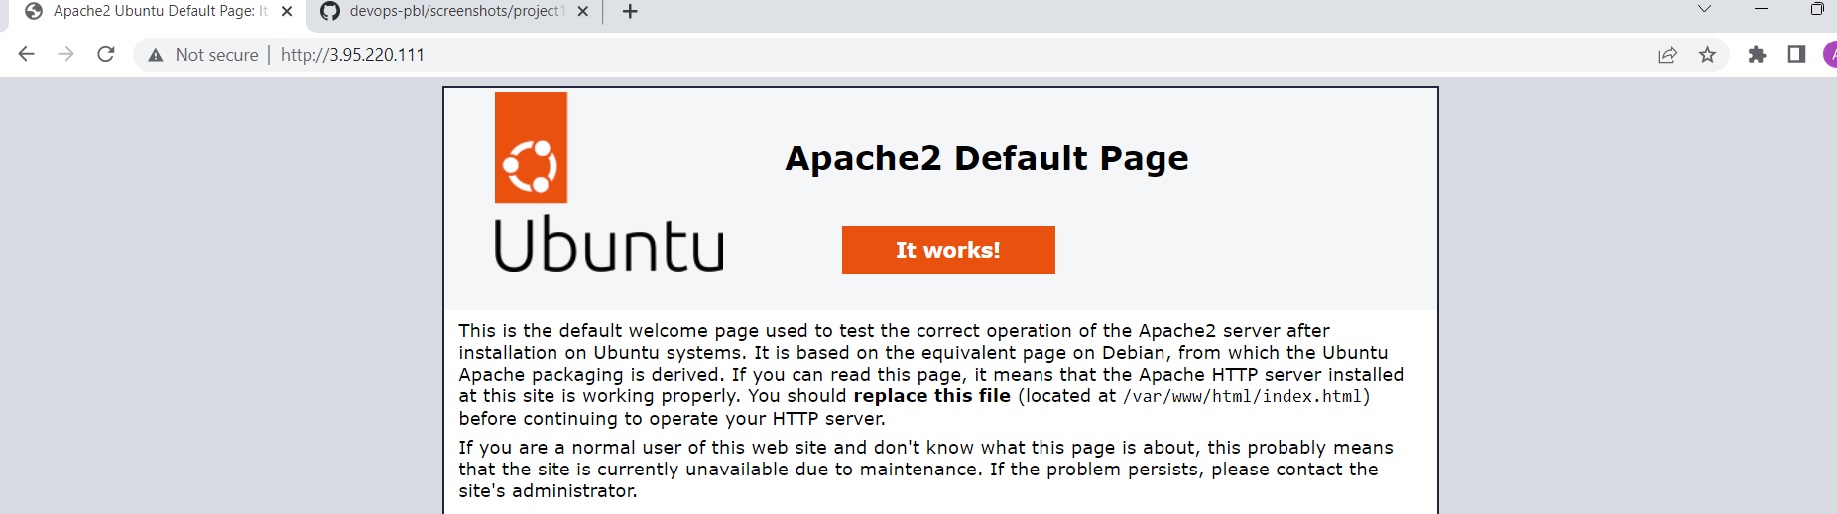 Apache2 Ubuntu Default Page: It
devops-pbl/screenshots/project1
Not secure | http://3.95.220.111
A
Ubuntu
Apache2 Default Page
It works!
This is the default welcome page used to test the correct operation of the Apache2 server after
installation on Ubuntu systems. It is based on the equivalent page on Debian, from which the Ubuntu
Apache packaging is derived. If you can read this page, it means that the Apache HTTP server installed
at this site is working properly. You should replace this file (located at /var/www/html/index.html)
before continuing to operate your HTTP server.
If you are a normal user of this web site and don't know what this page is about, this probably means
that the site is currently unavailable due to maintenance. If the problem persists, please contact the
site's administrator.